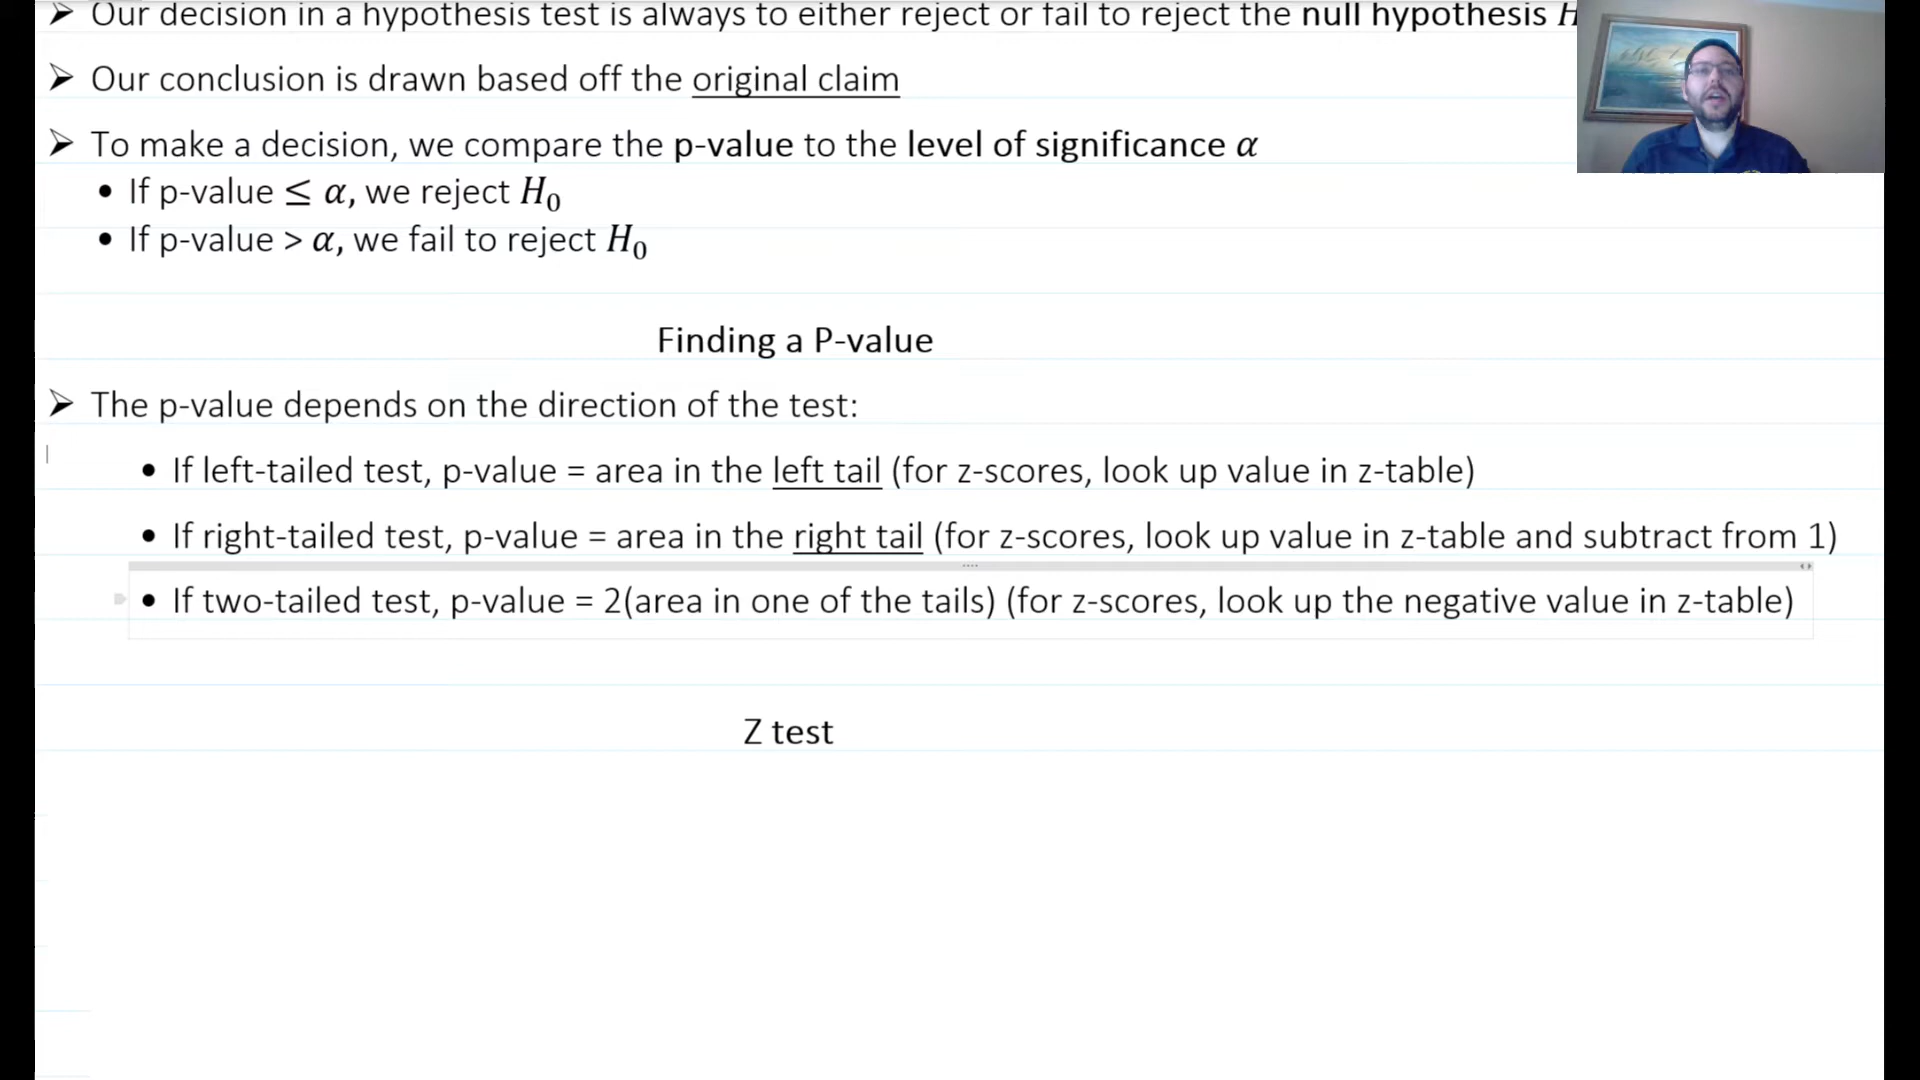 ➢ Our decision in a hypothesis test is always to either reject or fail to reject the null hypothesis H
➢ Our conclusion is drawn based off the original claim
➢ To make a decision, we compare the p-value to the level of significance α
• If p-value ≤ α, we reject H₀
• If p-value > α, we fail to reject H₀
Finding a P-value
➢ The p-value depends on the direction of the test:
• If left-tailed test, p-value = area in the left tail (for z-scores, look up value in z-table)
• If right-tailed test, p-value = area in the right tail (for z-scores, look up value in z-table and subtract from 1)
• If two-tailed test, p-value = 2(area in one of the tails) (for z-scores, look up the negative value in z-table)
Z test